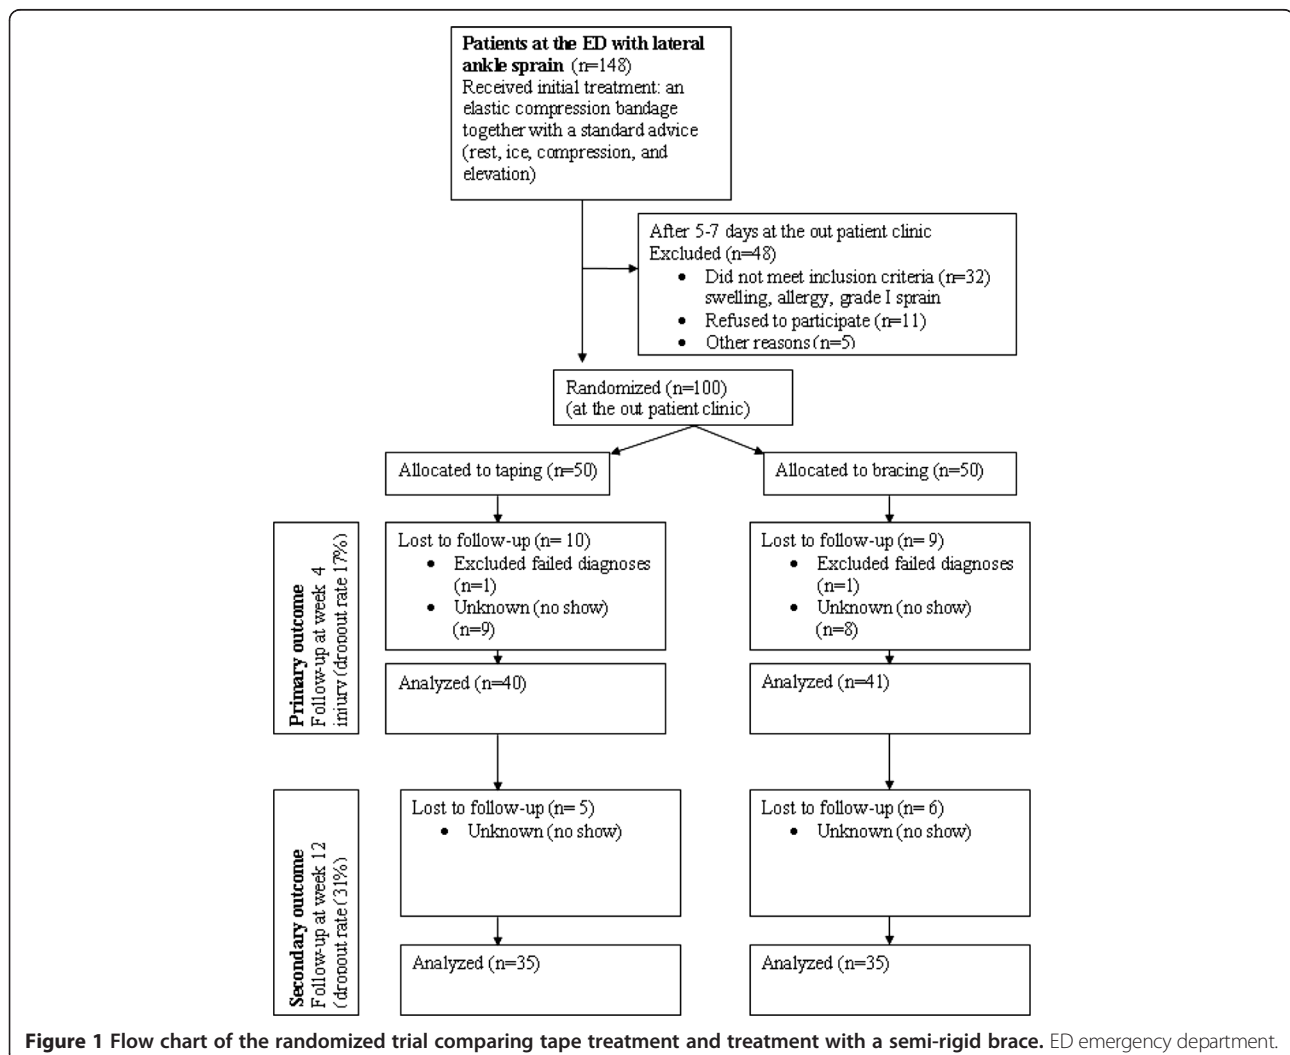 Patients at the ED with lateral
ankle sprain (n=148)
Received initial treatment: an
elastic compression bandage
together with a standard advice
(rest, ice, compression, and
elevation)
After 5-7 days at the out patient clinic
Excluded (n=48)
• Did not meet inclusion criteria (n=32)
swelling, allergy, grade I sprain
• Refused to participate (n=11)
• Other reasons (n=5)
Randomized (n=100)
(at the out patient clinic)
Allocated to taping (n=50)
Allocated to bracing (n=50)
Primary outcome
Follow-up at week 4
injury (dropout rate 17%)
Lost to follow-up (n= 10)
• Excluded failed diagnoses
(n=1)
• Unknown (no show)
(n=9)
Lost to follow-up (n= 9)
• Excluded failed diagnoses
(n=1)
• Unknown (no show)
(n=8)
Analyzed (n=40)
Analyzed (n=41)
Secondary outcome
Follow-up at week 12
(dropout rate (31%)
Lost to follow-up (n= 5)
• Unknown (no show)
Lost to follow-up (n= 6)
• Unknown (no show)
Analyzed (n=35)
Analyzed (n=35)
Figure 1 Flow chart of the randomized trial comparing tape treatment and treatment with a semi-rigid brace. ED emergency department.